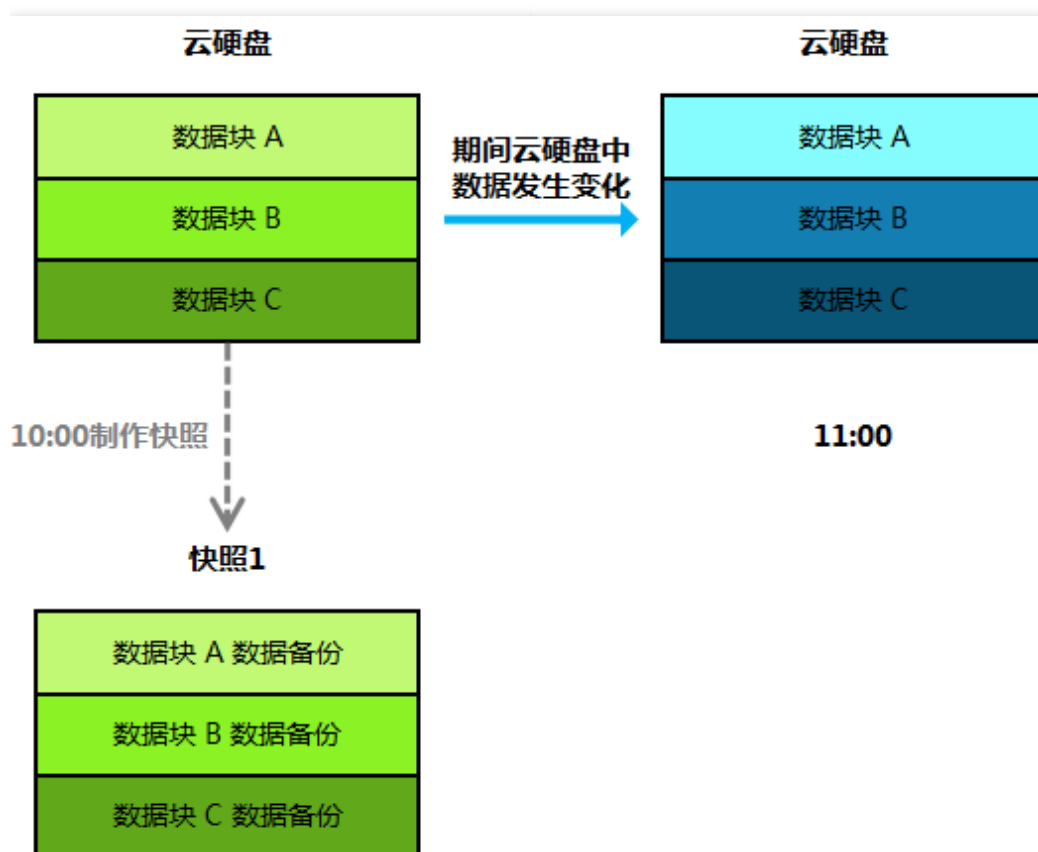 云硬盘
云硬盘
数据块 A
数据块 B
数据块 C
期间云硬盘中
数据发生变化
数据块 A
数据块 B
数据块 C
10:00制作快照
11:00
快照1
数据块 A 数据备份
数据块 B 数据备份
数据块 C 数据备份